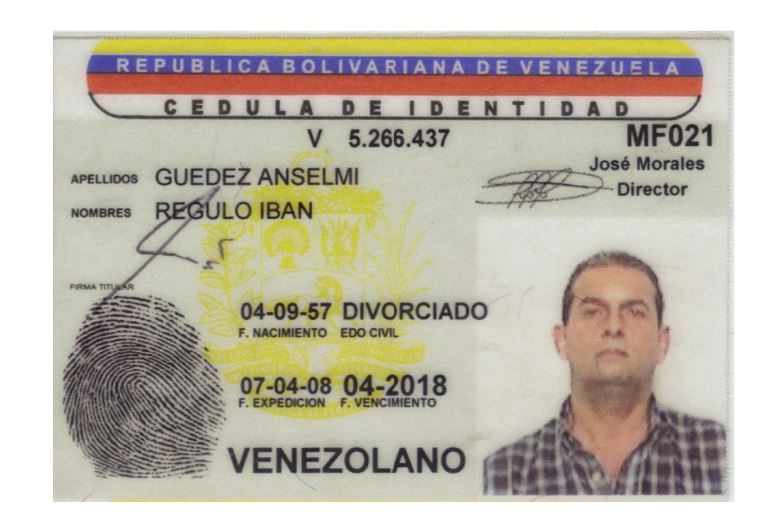 REPUBLICA BOLIVARIANA DE VENEZUELA
CEDULA DE IDENTIDAD
V 5.266.437
MF021
José Morales
Director
APELLIDOS GUEDEZ ANSELMI
NOMBRES REGULO IBAN
FIRMA TITULAR
04-09-57 DIVORCIADO
F. NACIMIENTO EDO CIVIL
07-04-08 04-2018
F. EXPEDICION F. VENCIMIENTO
VENEZOLANO